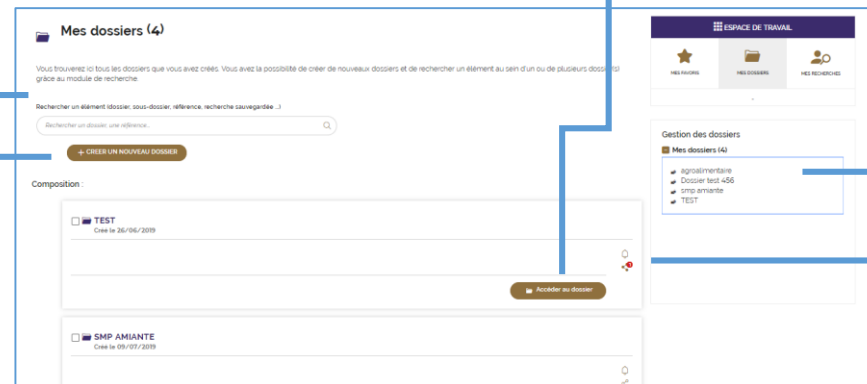 Mes dossiers (4)
Vous trouverez ici tous les dossiers que vous avez créés. Vous avez la possibilité de créer de nouveaux dossiers et de rechercher un élément au sein d'un ou de plusieurs dossier(s)
grâce au module de recherche.
Rechercher un élément (dossier, sous-dossier, référence, recherche sauvegardée ...)
Rechercher un dossier, une référence...
+ CREER UN NOUVEAU DOSSIER
Composition :
TEST
Créé le 26/06/2019
Accéder au dossier
SMP AMIANTE
Créé le 09/07/2019
ESPACE DE TRAVAIL
MES FAVORIS
MES DOSSIERS
MES RECHERCHES
Gestion des dossiers
Mes dossiers (4)
agroalimentaire
Dossier test 456
smp amiante
TEST